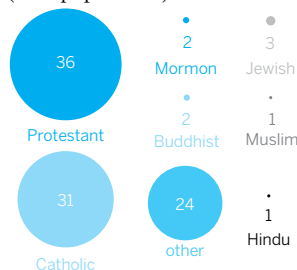 36
2
3
Mormon
Jewish
2
1
Protestant
Buddhist
Muslim
31
24
1
Hindu
other
Catholic